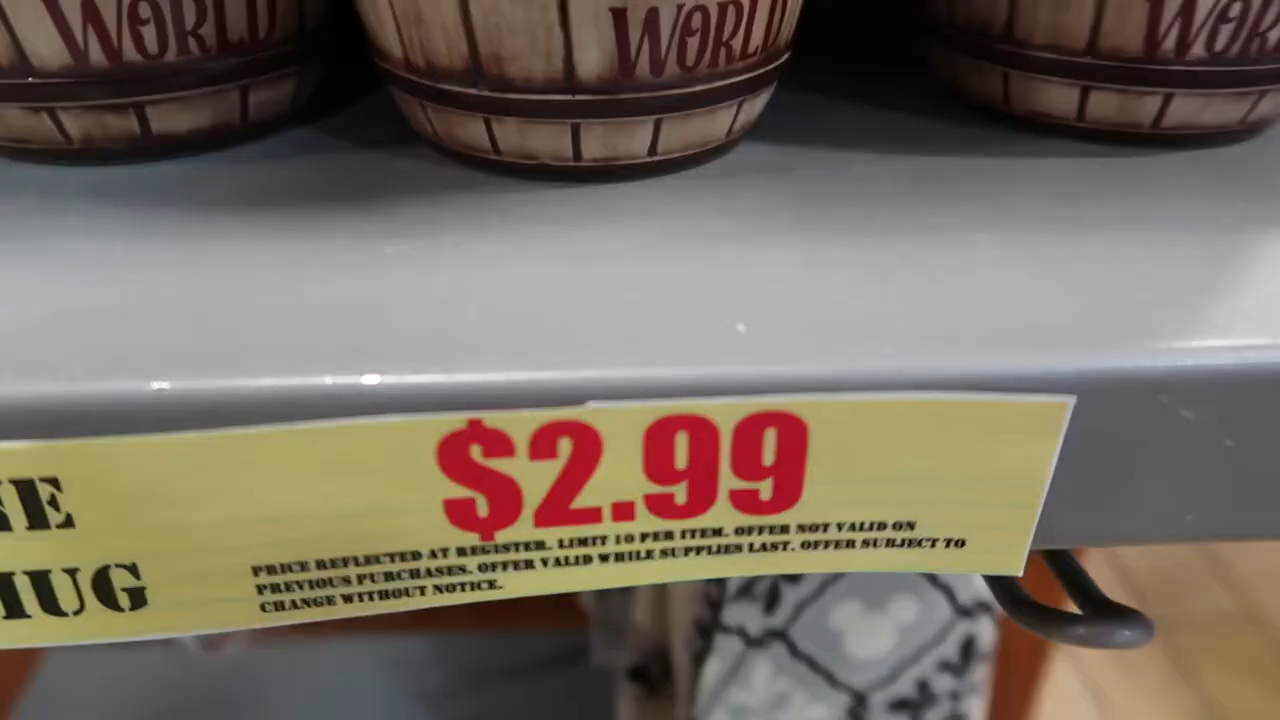 WORLD
WORLD
$2.99
MUG
PRICE REFLECTED AT REGISTER. LIMIT 10 PER ITEM. OFFER NOT VALID ON
PREVIOUS PURCHASES. OFFER VALID WHILE SUPPLIES LAST. OFFER SUBJECT TO
CHANGE WITHOUT NOTICE.